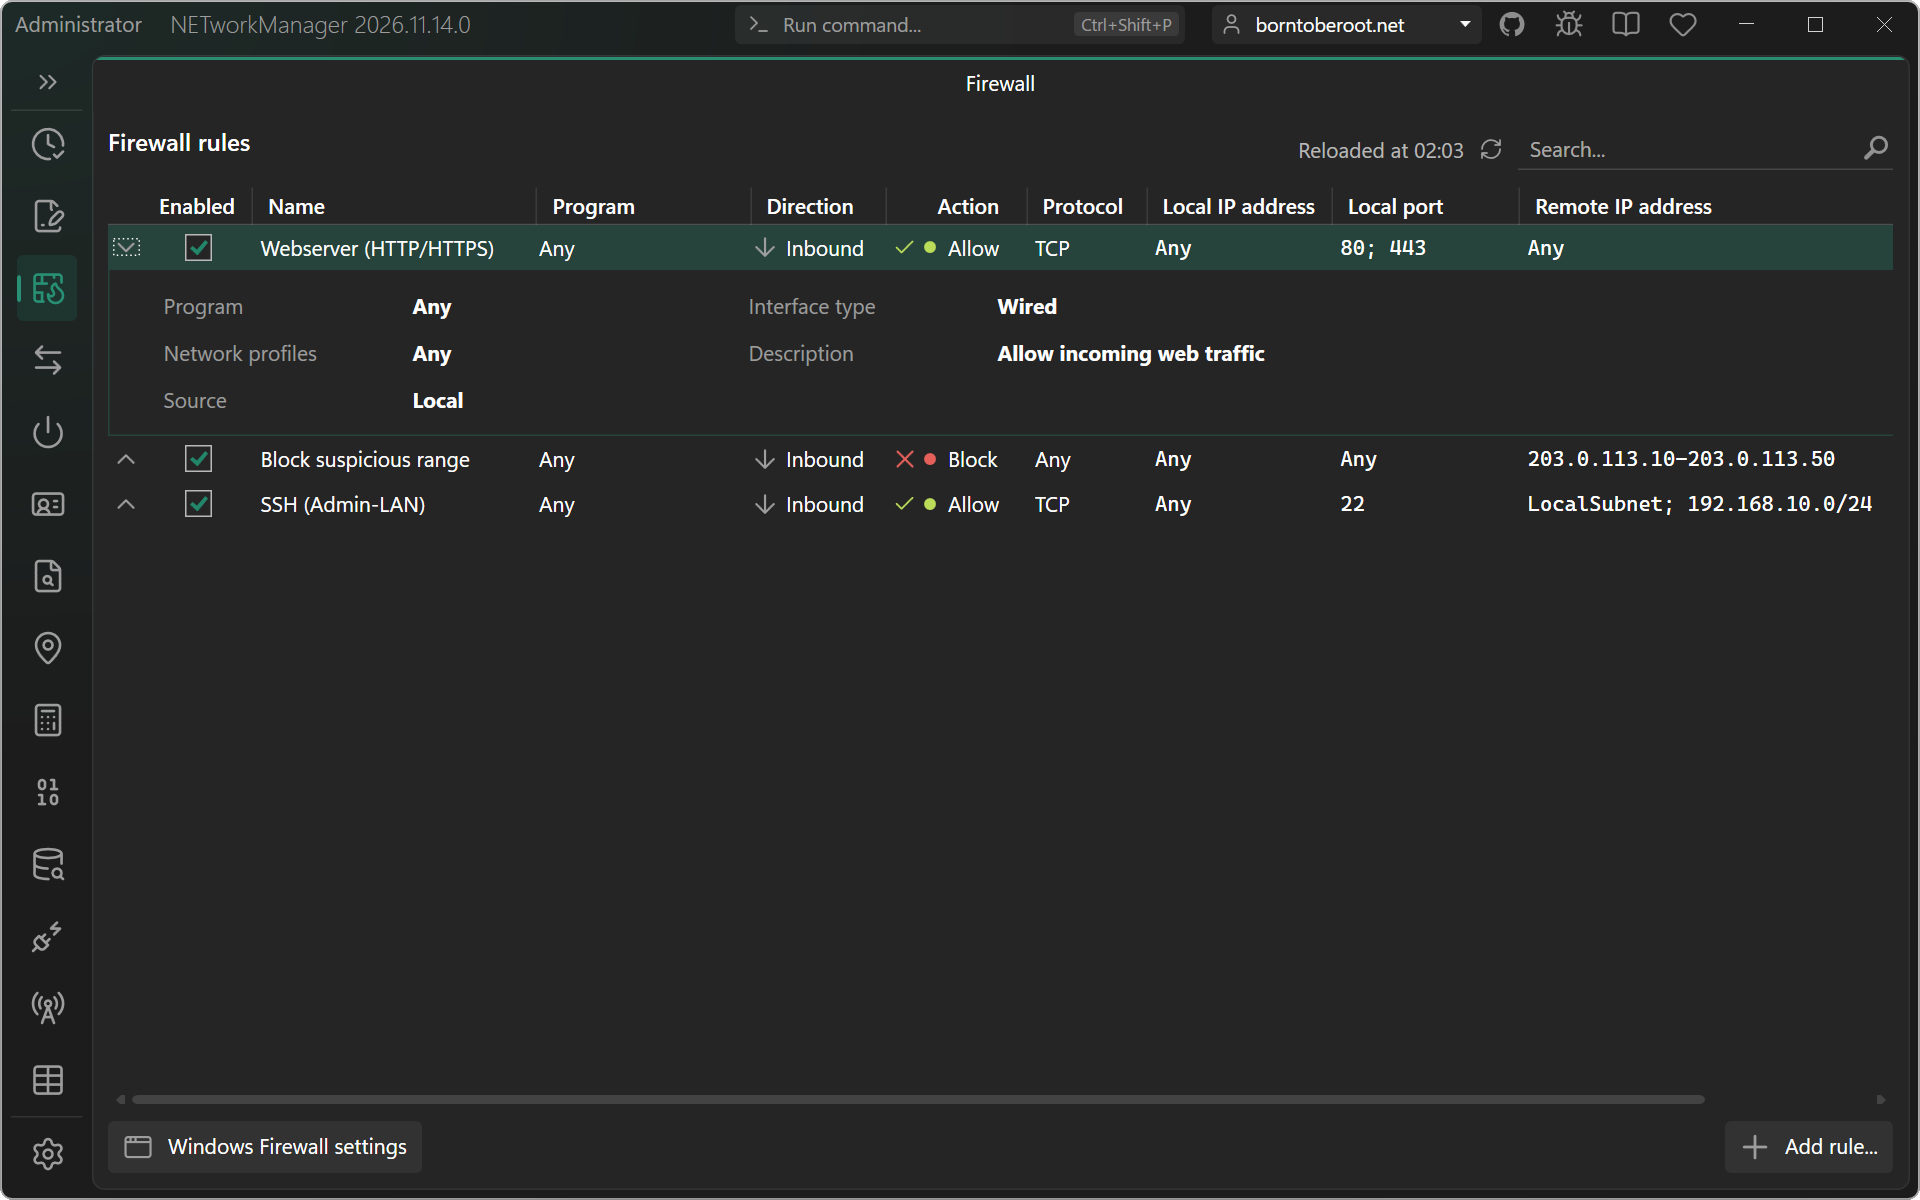 Administrator NETworkManager 2026.11.14.0 Run command... Ctrl+Shift+P borntoberoot.net
Firewall
Firewall rules
Reloaded at 02:03 Search...
Enabled Name Program Direction Action Protocol Local IP address Local port Remote IP address
Webserver (HTTP/HTTPS) Any Inbound Allow TCP Any 80; 443 Any
Program Any Interface type Wired
Network profiles Any Description Allow incoming web traffic
Source Local
Block suspicious range Any Inbound Block Any Any Any 203.0.113.10-203.0.113.50
SSH (Admin-LAN) Any Inbound Allow TCP Any 22 LocalSubnet; 192.168.10.0/24
01
10
Windows Firewall settings Add rule...